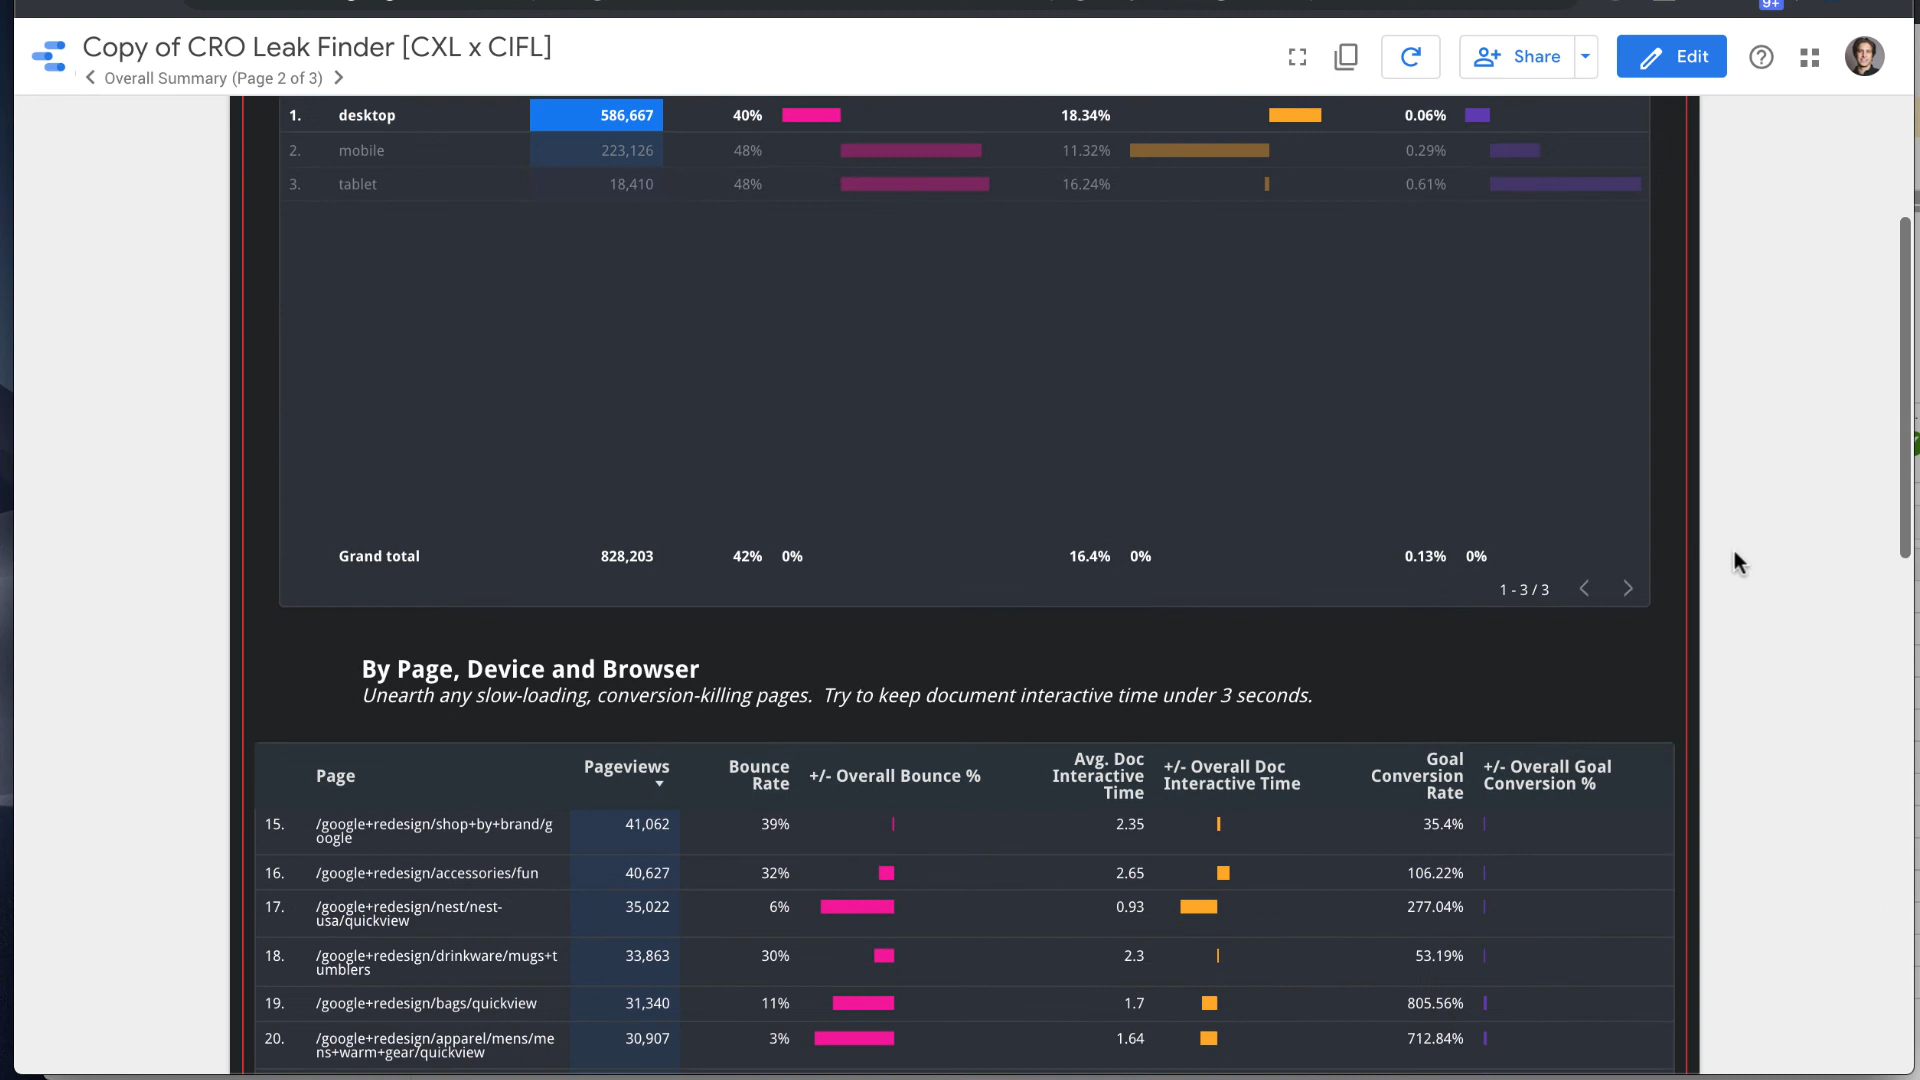 9+
Copy of CRO Leak Finder [CXL x CIFL]
Overall Summary (Page 2 of 3)
Share
Edit
1. desktop 586,667 40% 18.34% 0.06%
2. mobile 223,126 48% 11.32% 0.29%
3. tablet 18,410 48% 16.24% 0.61%
Grand total 828,203 42% 0% 16.4% 0% 0.13% 0%
1 - 3 / 3
By Page, Device and Browser
Unearth any slow-loading, conversion-killing pages. Try to keep document interactive time under 3 seconds.
Page Pageviews Bounce Rate +/- Overall Bounce % Avg. Doc Interactive Time +/- Overall Doc Interactive Time Goal Conversion Rate +/- Overall Goal Conversion %
15. /google+redesign/shop+by+brand/g 41,062 39% 2.35 35.4%
oogle
16. /google+redesign/accessories/fun 40,627 32% 2.65 106.22%
17. /google+redesign/nest/nest- 35,022 6% 0.93 277.04%
usa/quickview
18. /google+redesign/drinkware/mugs+t 33,863 30% 2.3 53.19%
umblers
19. /google+redesign/bags/quickview 31,340 11% 1.7 805.56%
20. /google+redesign/apparel/mens/me 30,907 3% 1.64 712.84%
ns+warm+gear/quickview